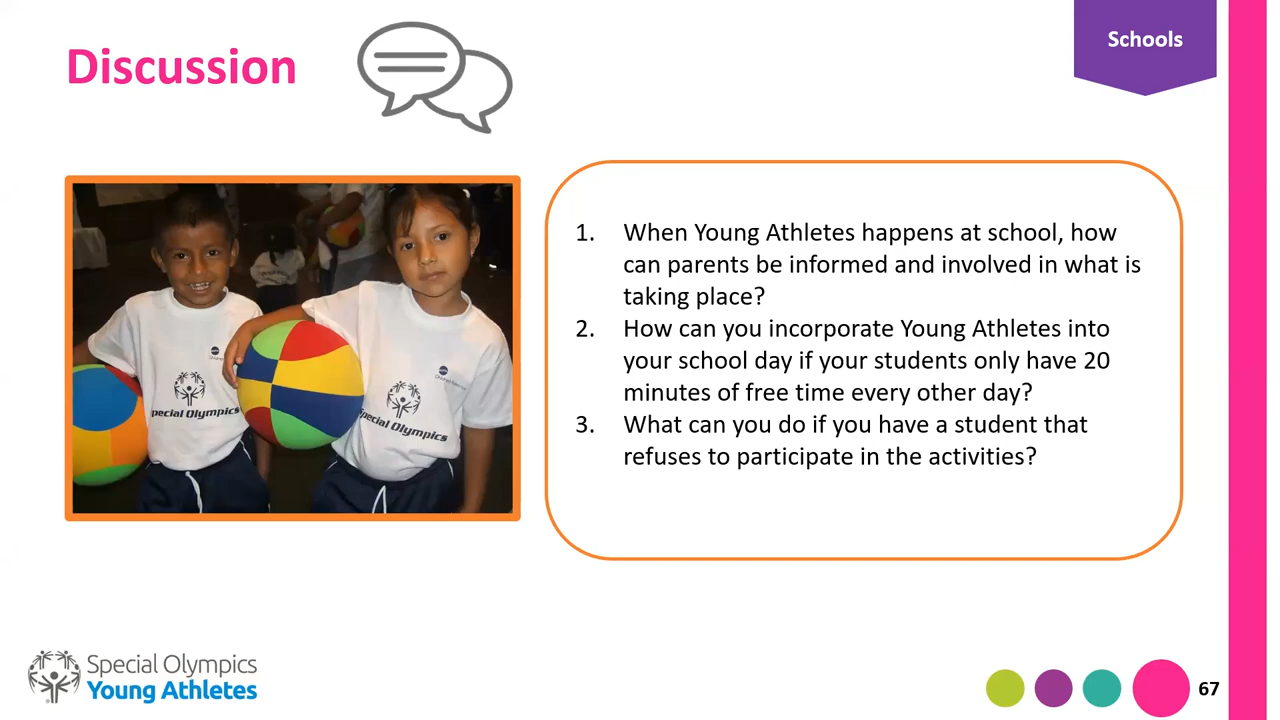 Discussion
Schools
1. When Young Athletes happens at school, how
can parents be informed and involved in what is
taking place?
2. How can you incorporate Young Athletes into
your school day if your students only have 20
minutes of free time every other day?
3. What can you do if you have a student that
refuses to participate in the activities?
Special Olympics
Special Olympics
Special Olympics
Young Athletes
67